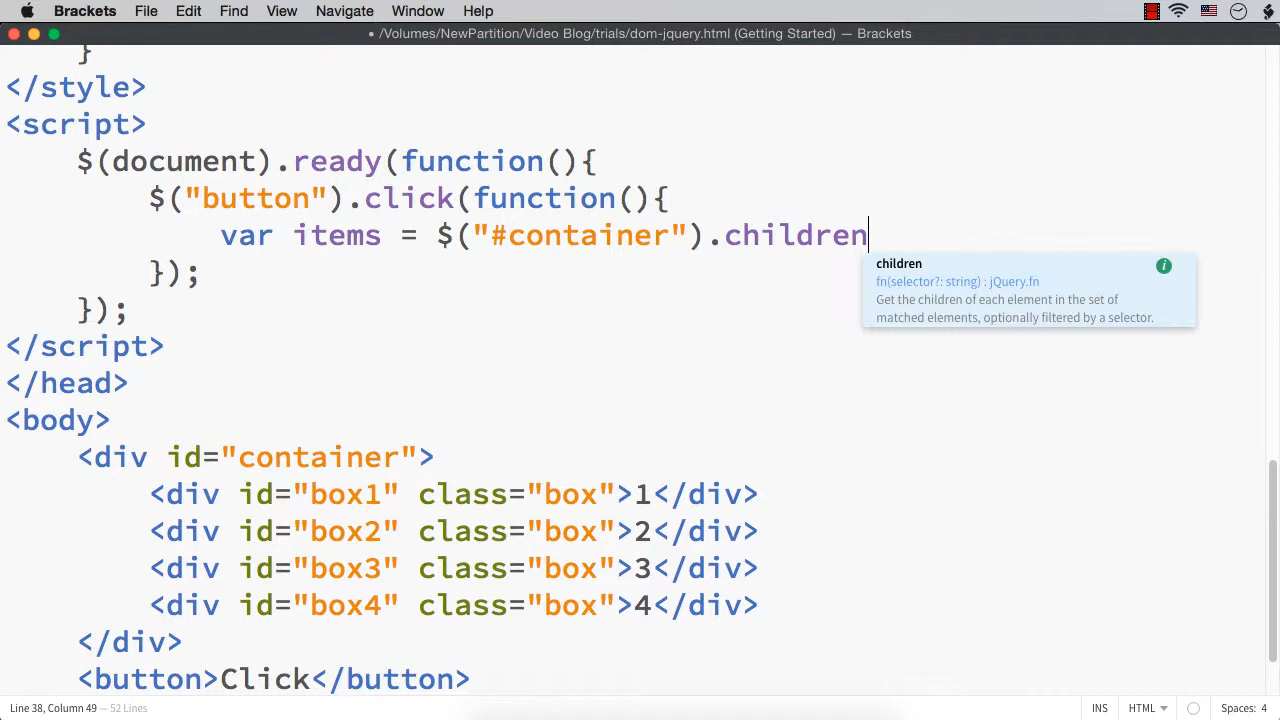 Brackets File Edit Find View Navigate Window Help
• /Volumes/NewPartition/Video Blog/trials/dom-jquery.html (Getting Started) — Brackets
}
</style>
<script>
$(document).ready(function(){
$("button").click(function(){
var items = $("#container").children
children
fn(selector?: string) : jQuery.fn
Get the children of each element in the set of
matched elements, optionally filtered by a selector.
});
});
</script>
</head>
<body>
<div id="container">
<div id="box1" class="box">1</div>
<div id="box2" class="box">2</div>
<div id="box3" class="box">3</div>
<div id="box4" class="box">4</div>
</div>
<button>Click</button>
Line 38, Column 49 — 52 Lines INS HTML Spaces: 4